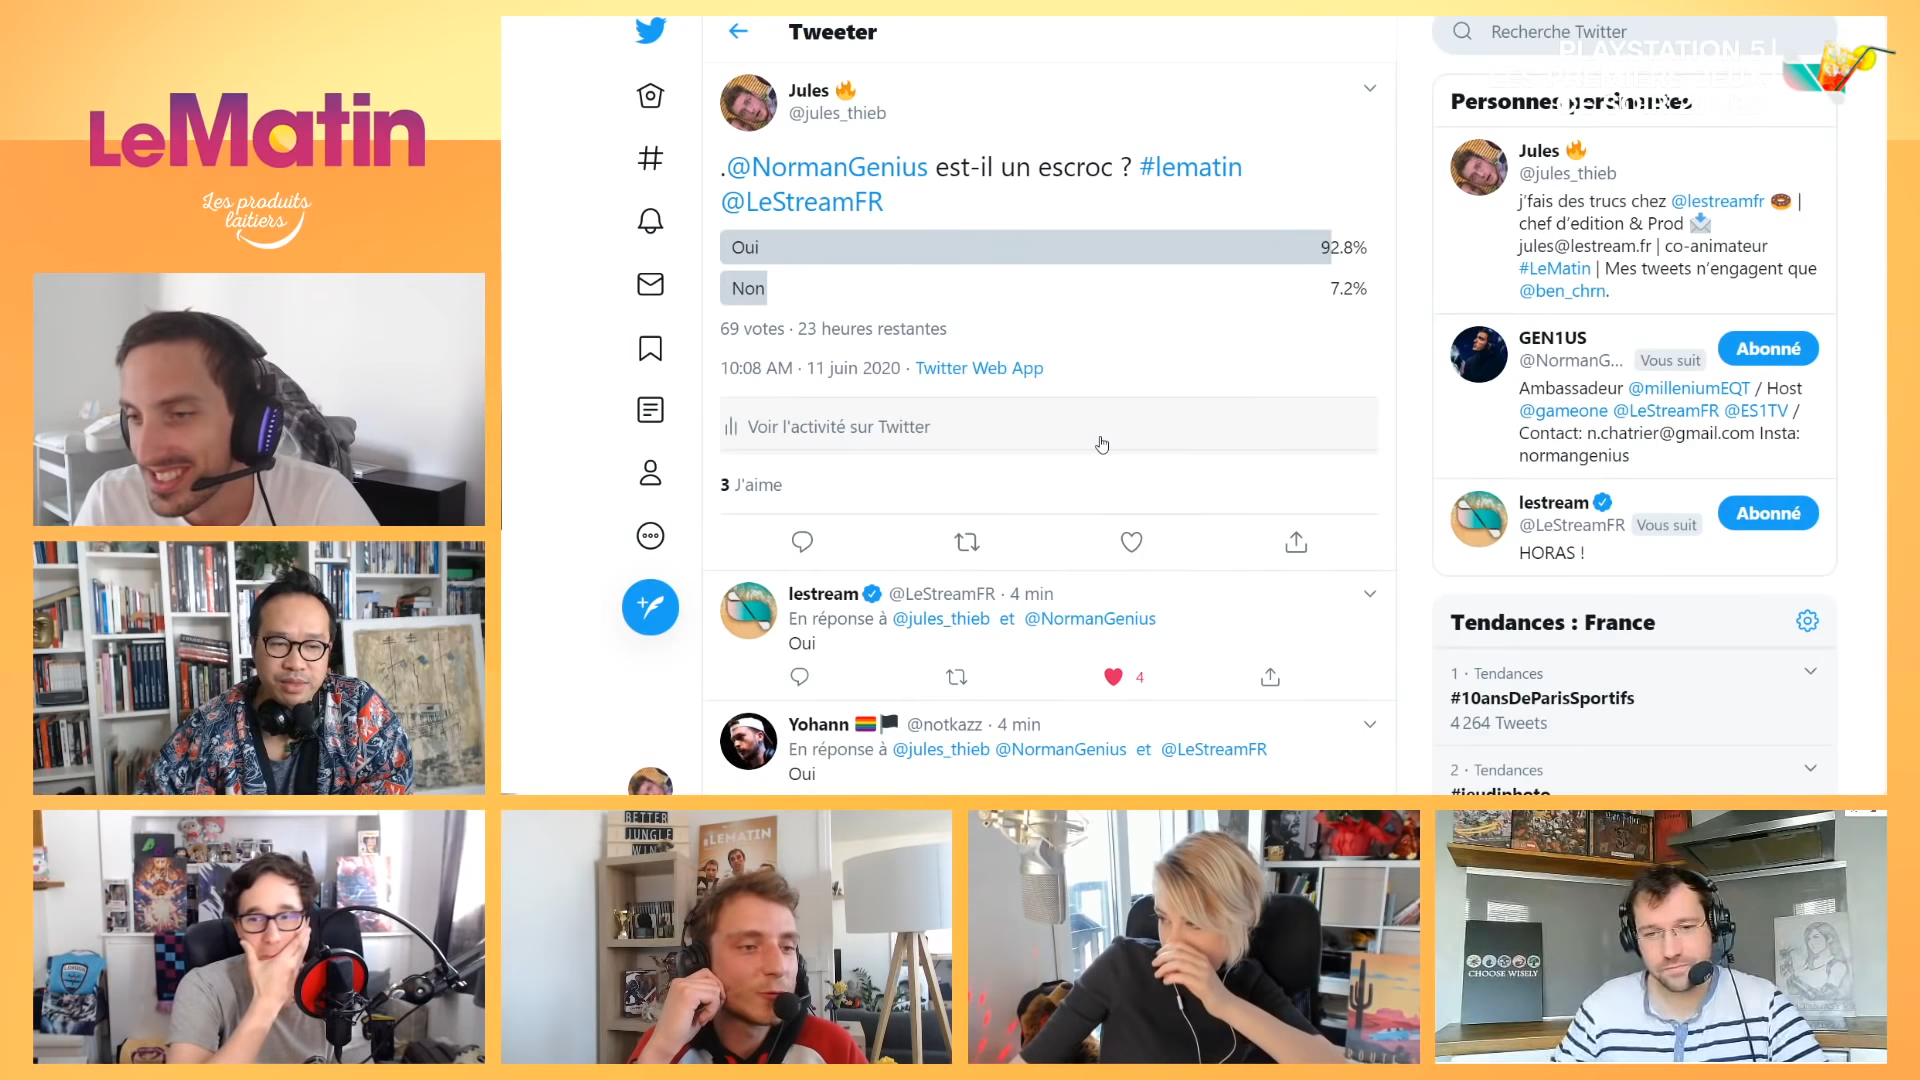 LeMatin
Les produits
laitiers
Tweeter
Jules
@jules_thieb
.@NormanGenius est-il un escroc ? #lematin
@LeStreamFR
Oui 92.8%
Non 7.2%
69 votes · 23 heures restantes
10:08 AM · 11 juin 2020 · Twitter Web App
Voir l'activité sur Twitter
3 J'aime
lestream @LeStreamFR · 4 min
En réponse à @jules_thieb et @NormanGenius
Oui
4
Yohann @notkazz · 4 min
En réponse à @jules_thieb @NormanGenius et @LeStreamFR
Oui
Recherche Twitter
PLAYSTATION 5 |
Jules
@jules_thieb
j'fais des trucs chez @lestreamfr |
chef d'edition & Prod
jules@lestream.fr | co-animateur
#LeMatin | Mes tweets n'engagent que
@ben_chrn.
GEN1US
@NormanG... Vous suit
Abonné
Ambassadeur @milleniumEQT / Host
@gameone @LeStreamFR @ES1TV /
Contact: n.chatrier@gmail.com Insta:
normangenius
lestream
@LeStreamFR Vous suit
Abonné
HORAS !
Tendances : France
1 · Tendances
#10ansDeParisSportifs
4 264 Tweets
2 · Tendances
#jeudiphoto
BETTER
JUNGLE
WINS
#LEMATIN
LONDON
CHOOSE WISELY
ROUTE